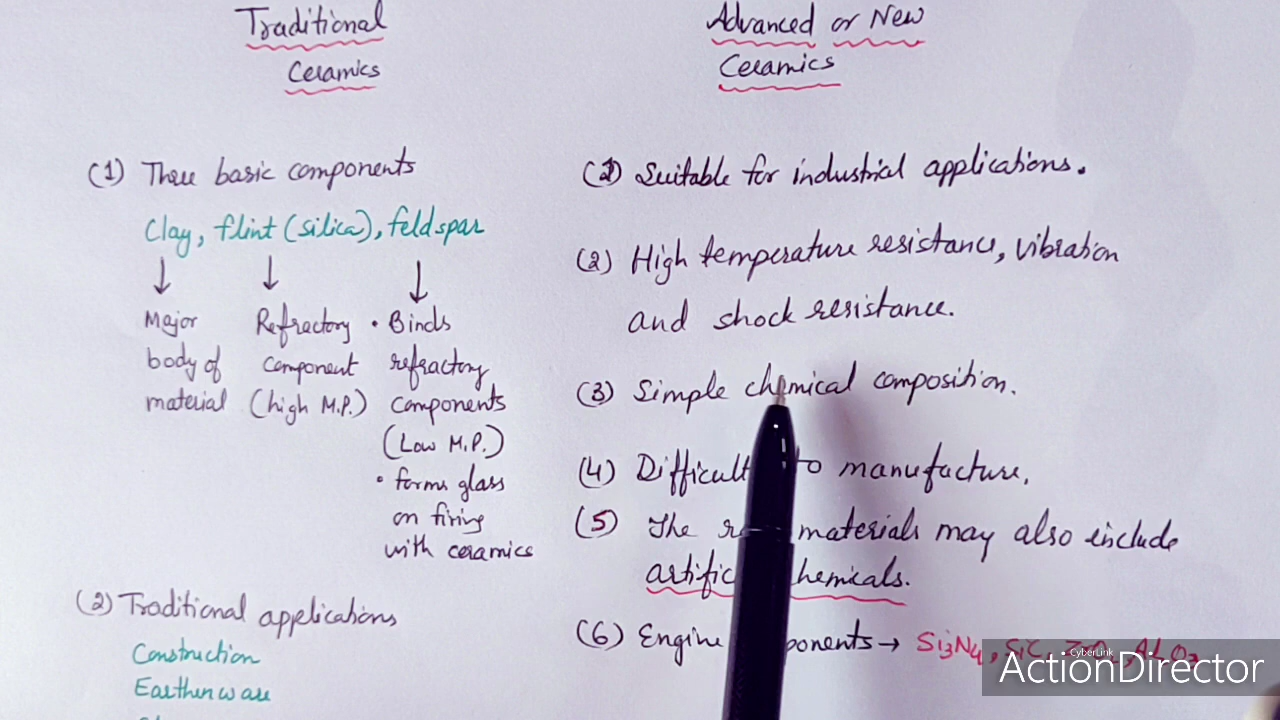 Traditional
Ceramics
(1) Three basic components
Clay, flint (silica), feldspar
↓ ↓ ↓
Major
body of
material
Refractory
component
(high M.P.)
• Binds
refractory
components
(Low M.P.)
• forms glass
on firing
with ceramics
(2) Traditional applications
Construction
Earthenware
Advanced or New
Ceramics
(1) Suitable for industrial applications.
(2) High temperature resistance, vibration
and shock resistance.
(3) Simple chemical composition.
(4) Difficult to manufacture.
(5) The materials may also include
chemicals.
(6) Engine → Si3N4, SiC,
CyberLink
ActionDirector